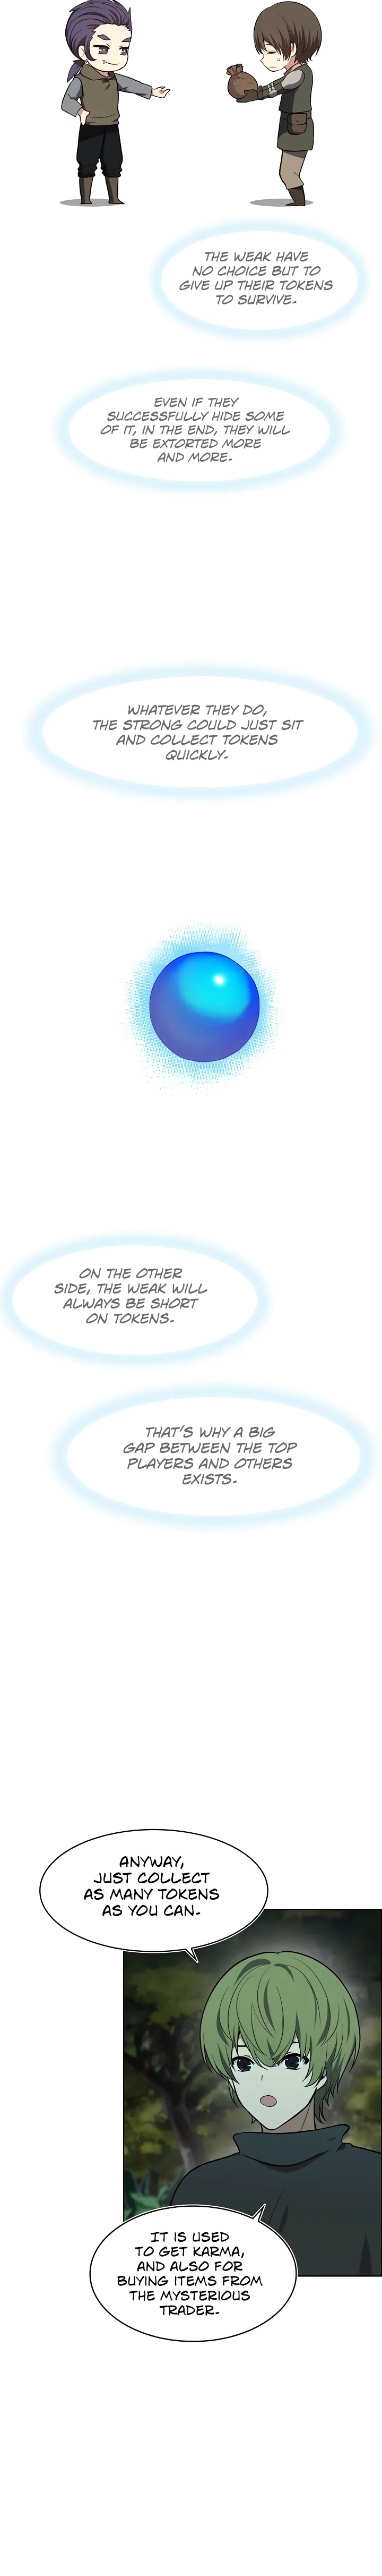 THE WEAK HAVE
NO CHOICE BUT TO
GIVE UP THEIR TOKENS
TO SURVIVE.
EVEN IF THEY
SUCCESSFULLY HIDE SOME
OF IT, IN THE END, THEY WILL
BE EXTORTED MORE
AND MORE.
WHATEVER THEY DO,
THE STRONG COULD JUST SIT
AND COLLECT TOKENS
QUICKLY.
ON THE OTHER
SIDE, THE WEAK WILL
ALWAYS BE SHORT
ON TOKENS.
THAT'S WHY A BIG
GAP BETWEEN THE TOP
PLAYERS AND OTHERS
EXISTS.
ANYWAY,
JUST COLLECT
AS MANY TOKENS
AS YOU CAN.
IT IS USED
TO GET KARMA,
AND ALSO FOR
BUYING ITEMS FROM
THE MYSTERIOUS
TRADER.